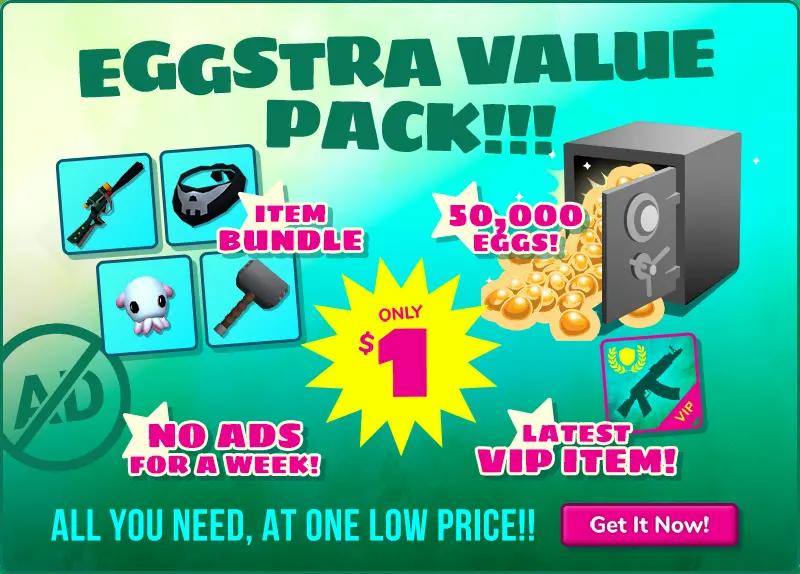 EGGSTRA VALUE
PACK!!!
ITEM
BUNDLE
50,000
EGGS!
ONLY
$1
AD
VIP
NO ADS
FOR A WEEK!
LATEST
VIP ITEM!
ALL YOU NEED, AT ONE LOW PRICE!!
Get It Now!